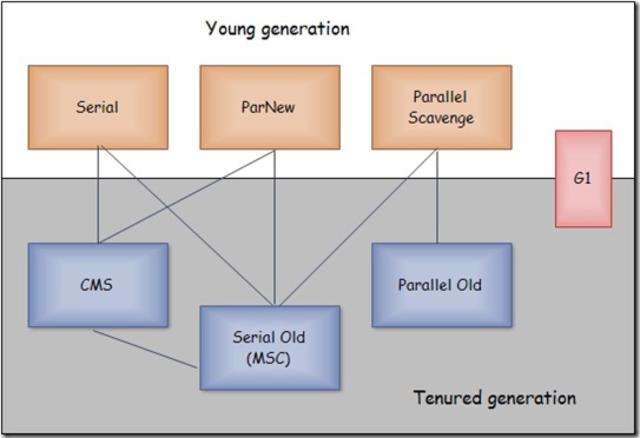 Young generation
Serial
ParNew
Parallel
Scavenge
G1
CMS
Serial Old
(MSC)
Parallel Old
Tenured generation